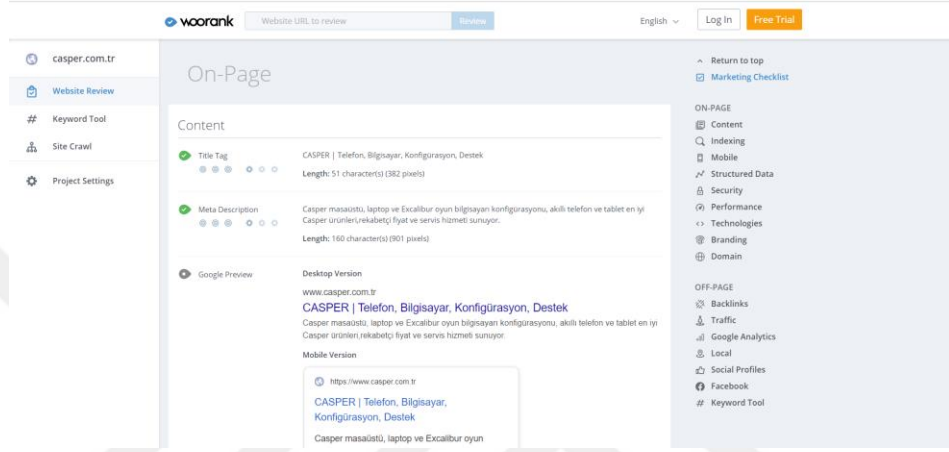 woorank
Website URL to review
Review
English
Log In
Free Trial
casper.com.tr
Website Review
Keyword Tool
Site Crawl
Project Settings
On-Page
Content
Title Tag
CASPER | Telefon, Bilgisayar, Konfigürasyon, Destek
Length: 51 character(s) (382 pixels)
Meta Description
Casper masaüstü, laptop ve Excalibur oyun bilgisayarı konfigürasyonu, akıllı telefon ve tablet en iyi
Casper ürünleri,rekabetçi fiyat ve servis hizmeti sunuyor.
Length: 160 character(s) (901 pixels)
Google Preview
Desktop Version
www.casper.com.tr
CASPER | Telefon, Bilgisayar, Konfigürasyon, Destek
Casper masaüstü, laptop ve Excalibur oyun bilgisayarı konfigürasyonu, akıllı telefon ve tablet en iyi
Casper ürünleri,rekabetçi fiyat ve servis hizmeti sunuyor.
Mobile Version
https://www.casper.com.tr
CASPER | Telefon, Bilgisayar,
Konfigürasyon, Destek
Casper masaüstü, laptop ve Excalibur oyun
Return to top
Marketing Checklist
ON-PAGE
Content
Indexing
Mobile
Structured Data
Security
Performance
Technologies
Branding
Domain
OFF-PAGE
Backlinks
Traffic
Google Analytics
Local
Social Profiles
Facebook
Keyword Tool